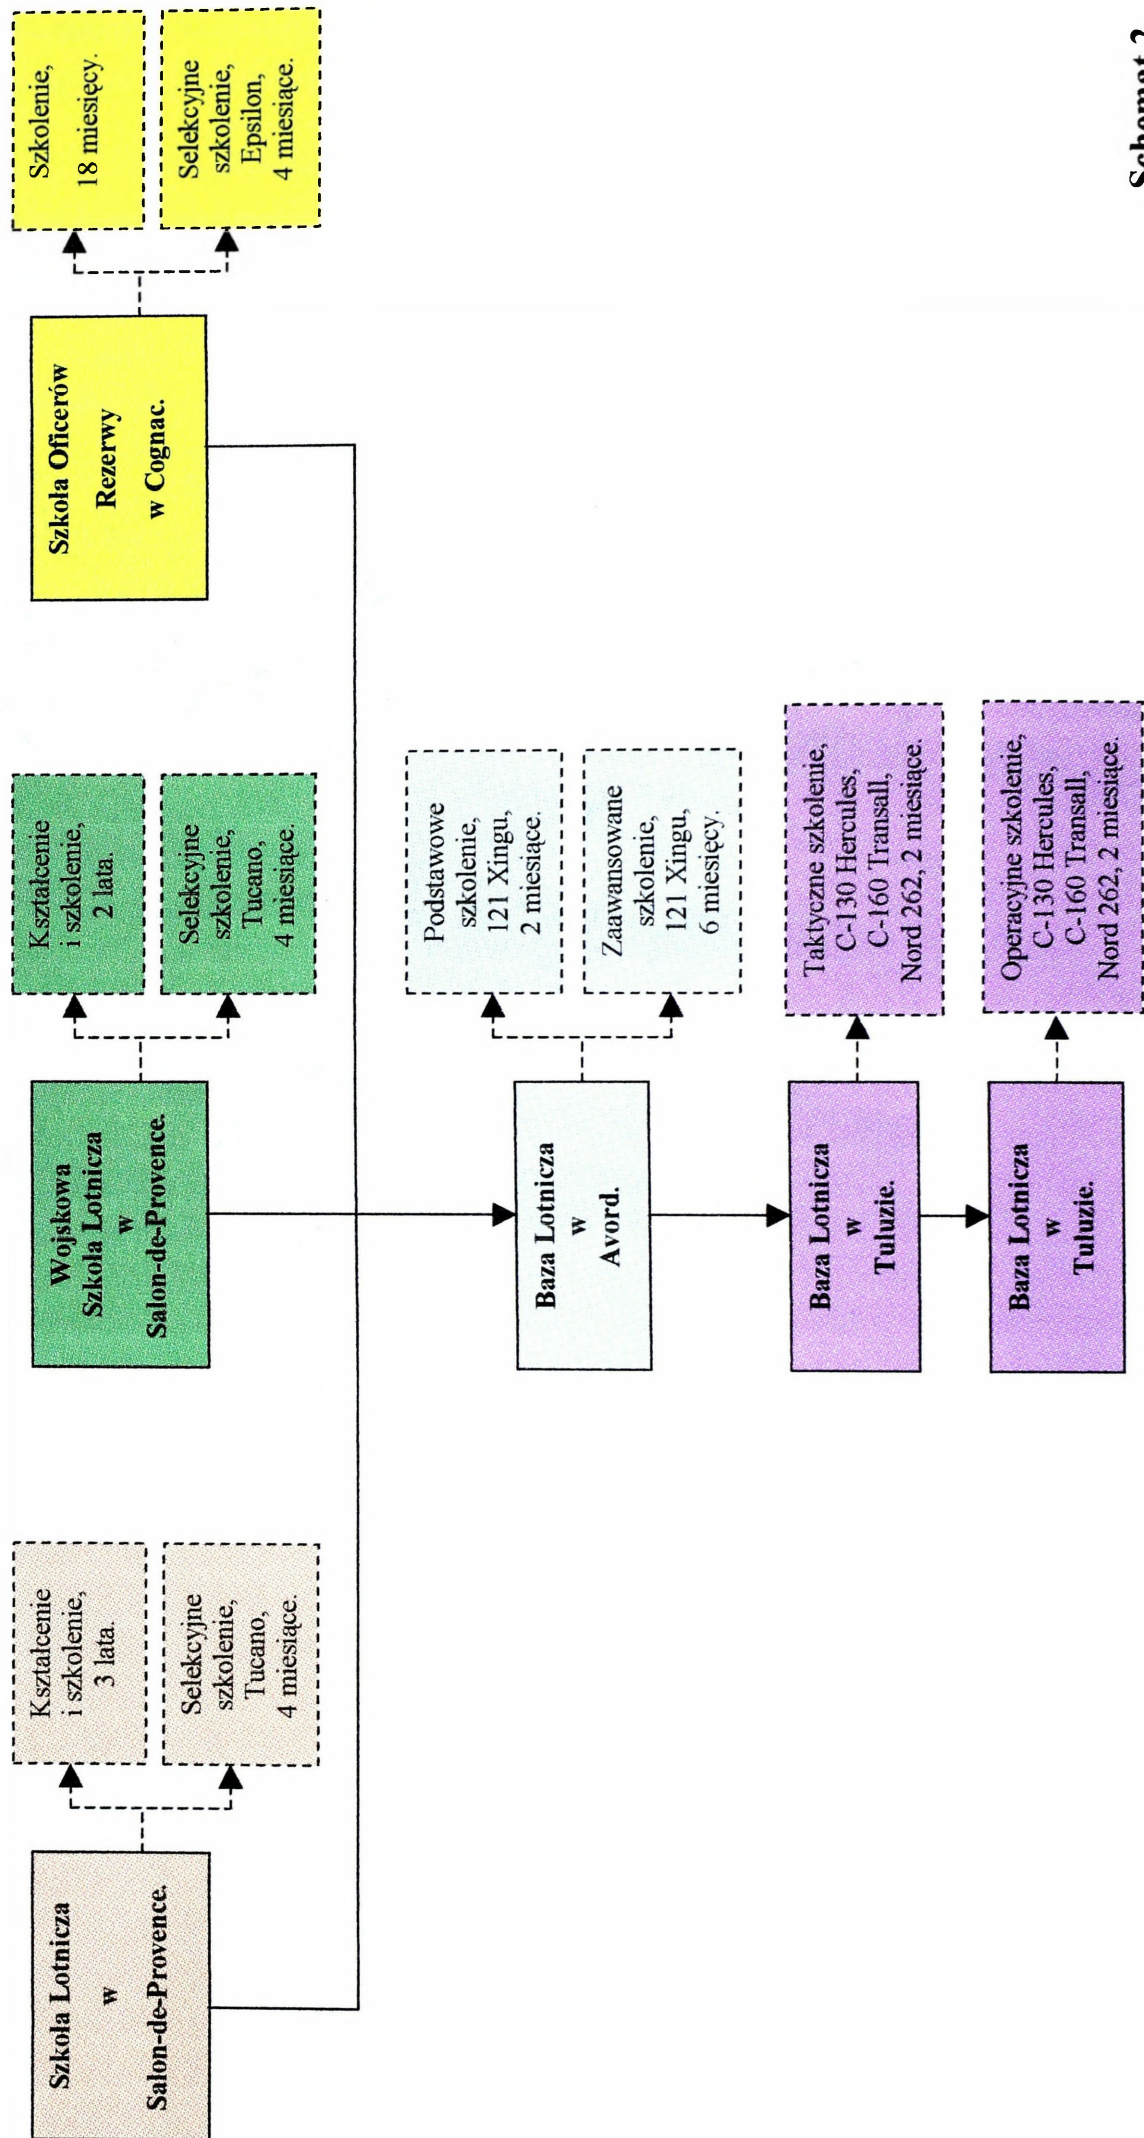 Szkoła Lotnicza
w
Salon-de-Provence.
Kształcenie
i szkolenie,
3 lata.
Selekcyjne
szkolenie,
Tucano,
4 miesiące.
Wojskowa
Szkoła Lotnicza
w
Salon-de-Provence.
Kształcenie
i szkolenie,
2 lata.
Selekcyjne
szkolenie,
Tucano,
4 miesiące.
Szkoła Oficerów
Rezerwy
w Cognac.
Szkolenie,
18 miesięcy.
Selekcyjne
szkolenie,
Epsilon,
4 miesiące.
Baza Lotnicza
w
Avord.
Podstawowe
szkolenie,
121 Xingu,
2 miesiące.
Zaawansowane
szkolenie,
121 Xingu,
6 miesięcy.
Baza Lotnicza
w
Tuluzie.
Taktyczne szkolenie,
C-130 Hercules,
C-160 Transall,
Nord 262, 2 miesiące.
Baza Lotnicza
w
Tuluzie.
Operacyjne szkolenie,
C-130 Hercules,
C-160 Transall,
Nord 262, 2 miesiące.
Schemat 2